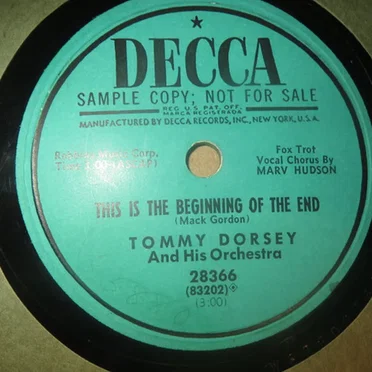 DECCA
SAMPLE COPY; NOT FOR SALE
REG. U.S. PAT. OFF.
MARCA REGISTRADA
MANUFACTURED BY DECCA RECORDS, INC., NEW YORK, U.S.A.
Music Corp.
Fox Trot
Vocal Chorus By
MARV HUDSON
THIS IS THE BEGINNING OF THE END
(Mack Gordon)
TOMMY DORSEY
And His Orchestra
28366
(83202)
(3:00)